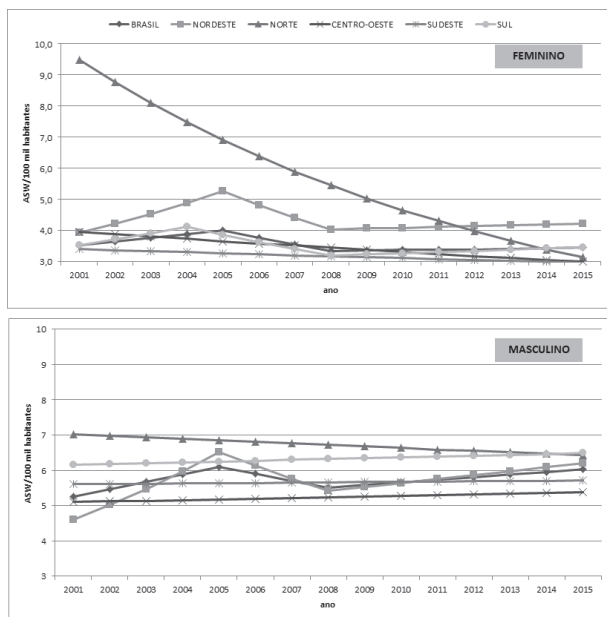 BRASIL NORDESTE NORTE CENTRO-OESTE SUDESTE SUL
FEMININO
ASW/100 mil habitantes
10,0
9,0
8,0
7,0
6,0
5,0
4,0
3,0
2001 2002 2003 2004 2005 2006 2007 2008 2009 2010 2011 2012 2013 2014 2015
ano
MASCULINO
ASW/100 mil habitantes
10
9
8
7
6
5
4
3
2001 2002 2003 2004 2005 2006 2007 2008 2009 2010 2011 2012 2013 2014 2015
ano